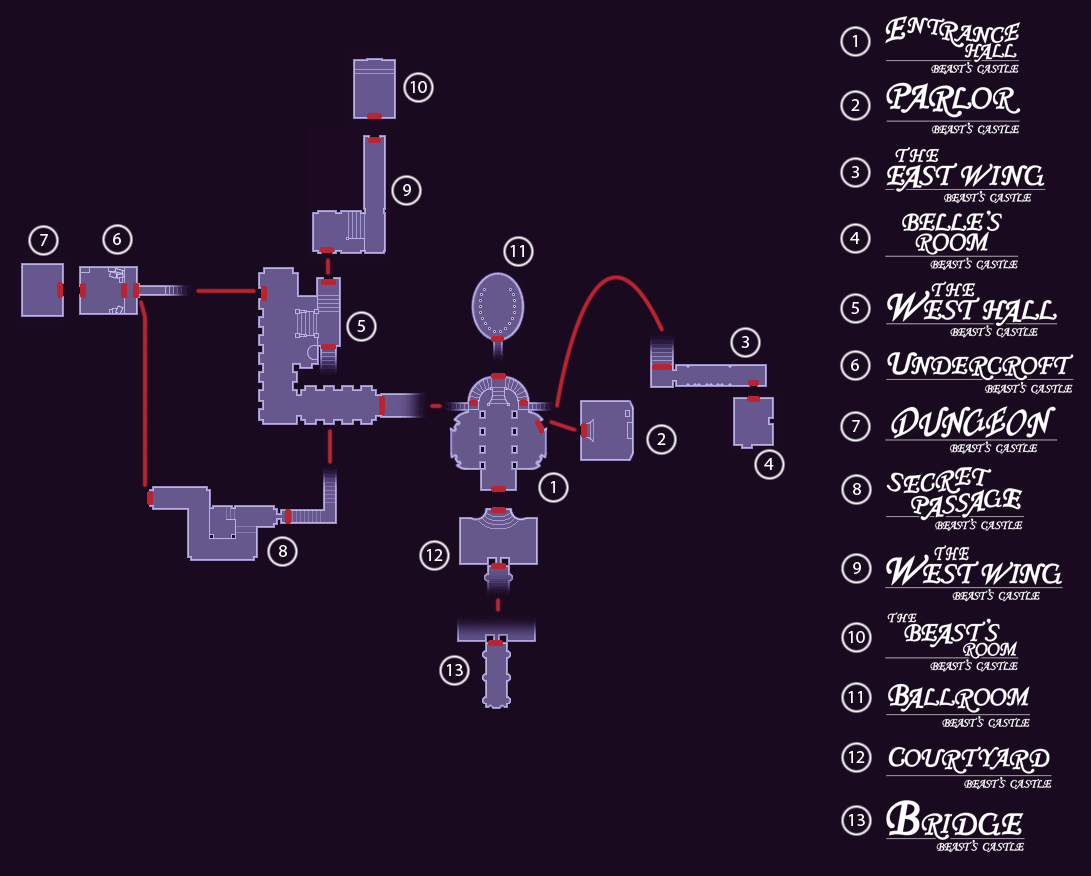 10
9
11
7
6
5
3
2
4
1
8
12
13
1
ENTRANCE
HALL
BEAST'S CASTLE
2
PARLOR
BEAST'S CASTLE
3
THE
EAST WING
BEAST'S CASTLE
4
BELLE'S
ROOM
BEAST'S CASTLE
5
THE
WEST HALL
BEAST'S CASTLE
6
UNDERCROFT
BEAST'S CASTLE
7
DUNGEON
BEAST'S CASTLE
8
SECRET
PASSAGE
BEAST'S CASTLE
9
THE
WEST WING
BEAST'S CASTLE
10
THE
BEAST'S
ROOM
BEAST'S CASTLE
11
BALLROOM
BEAST'S CASTLE
12
COURTYARD
BEAST'S CASTLE
13
BRIDGE
BEAST'S CASTLE